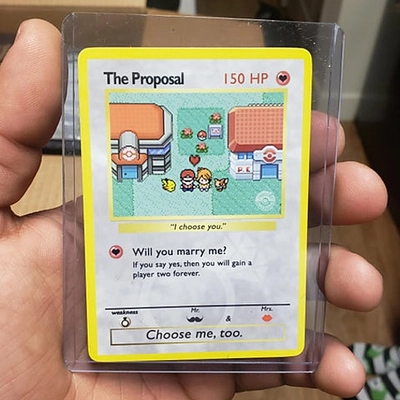 The Proposal 150 HP
"I choose you."
Will you marry me?
If you say yes, then you will gain a
player two forever.
weakness Mr. & Mrs.
Choose me, too.